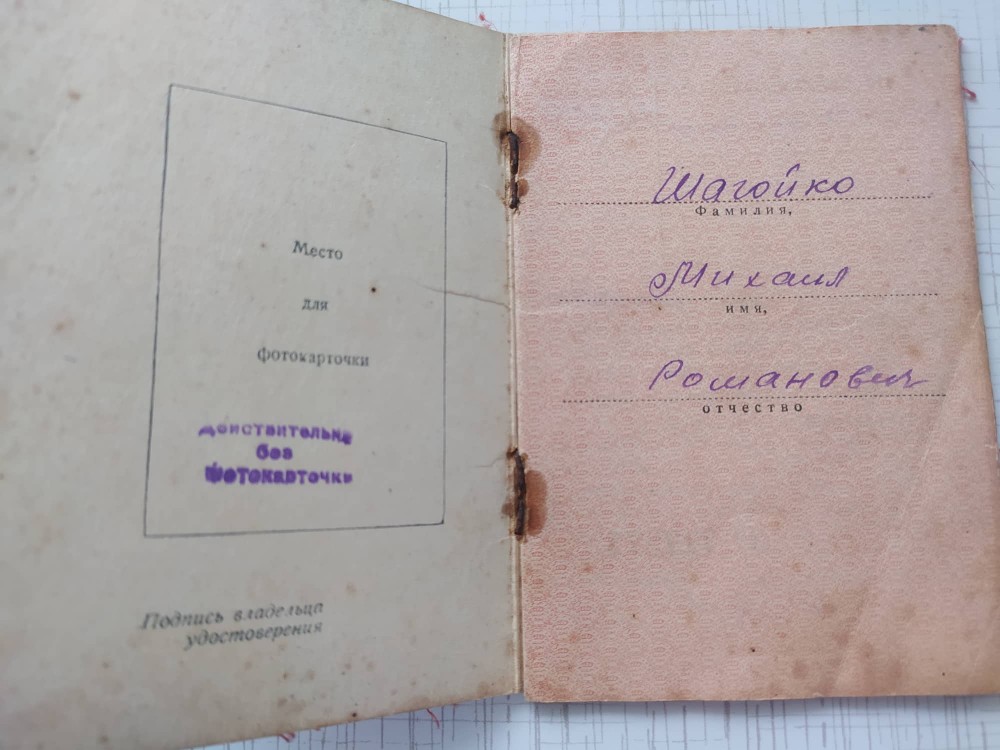 Место
для
фотокарточки
Действительно
без
фотокарточки
Подпись владельца
удостоверения
Шагойко
Фамилия,
Михаил
имя,
Романович
отчество